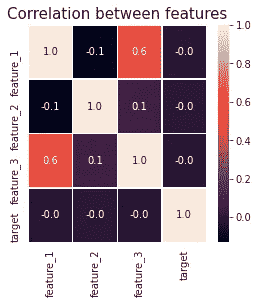 Correlation between features
feature_1
1.0 -0.1 0.6 -0.0
feature_2
-0.1 1.0 0.1 -0.0
feature_3
0.6 0.1 1.0 -0.0
target
-0.0 -0.0 -0.0 1.0
feature_1 feature_2 feature_3 target
1.0
0.8
0.6
0.4
0.2
0.0